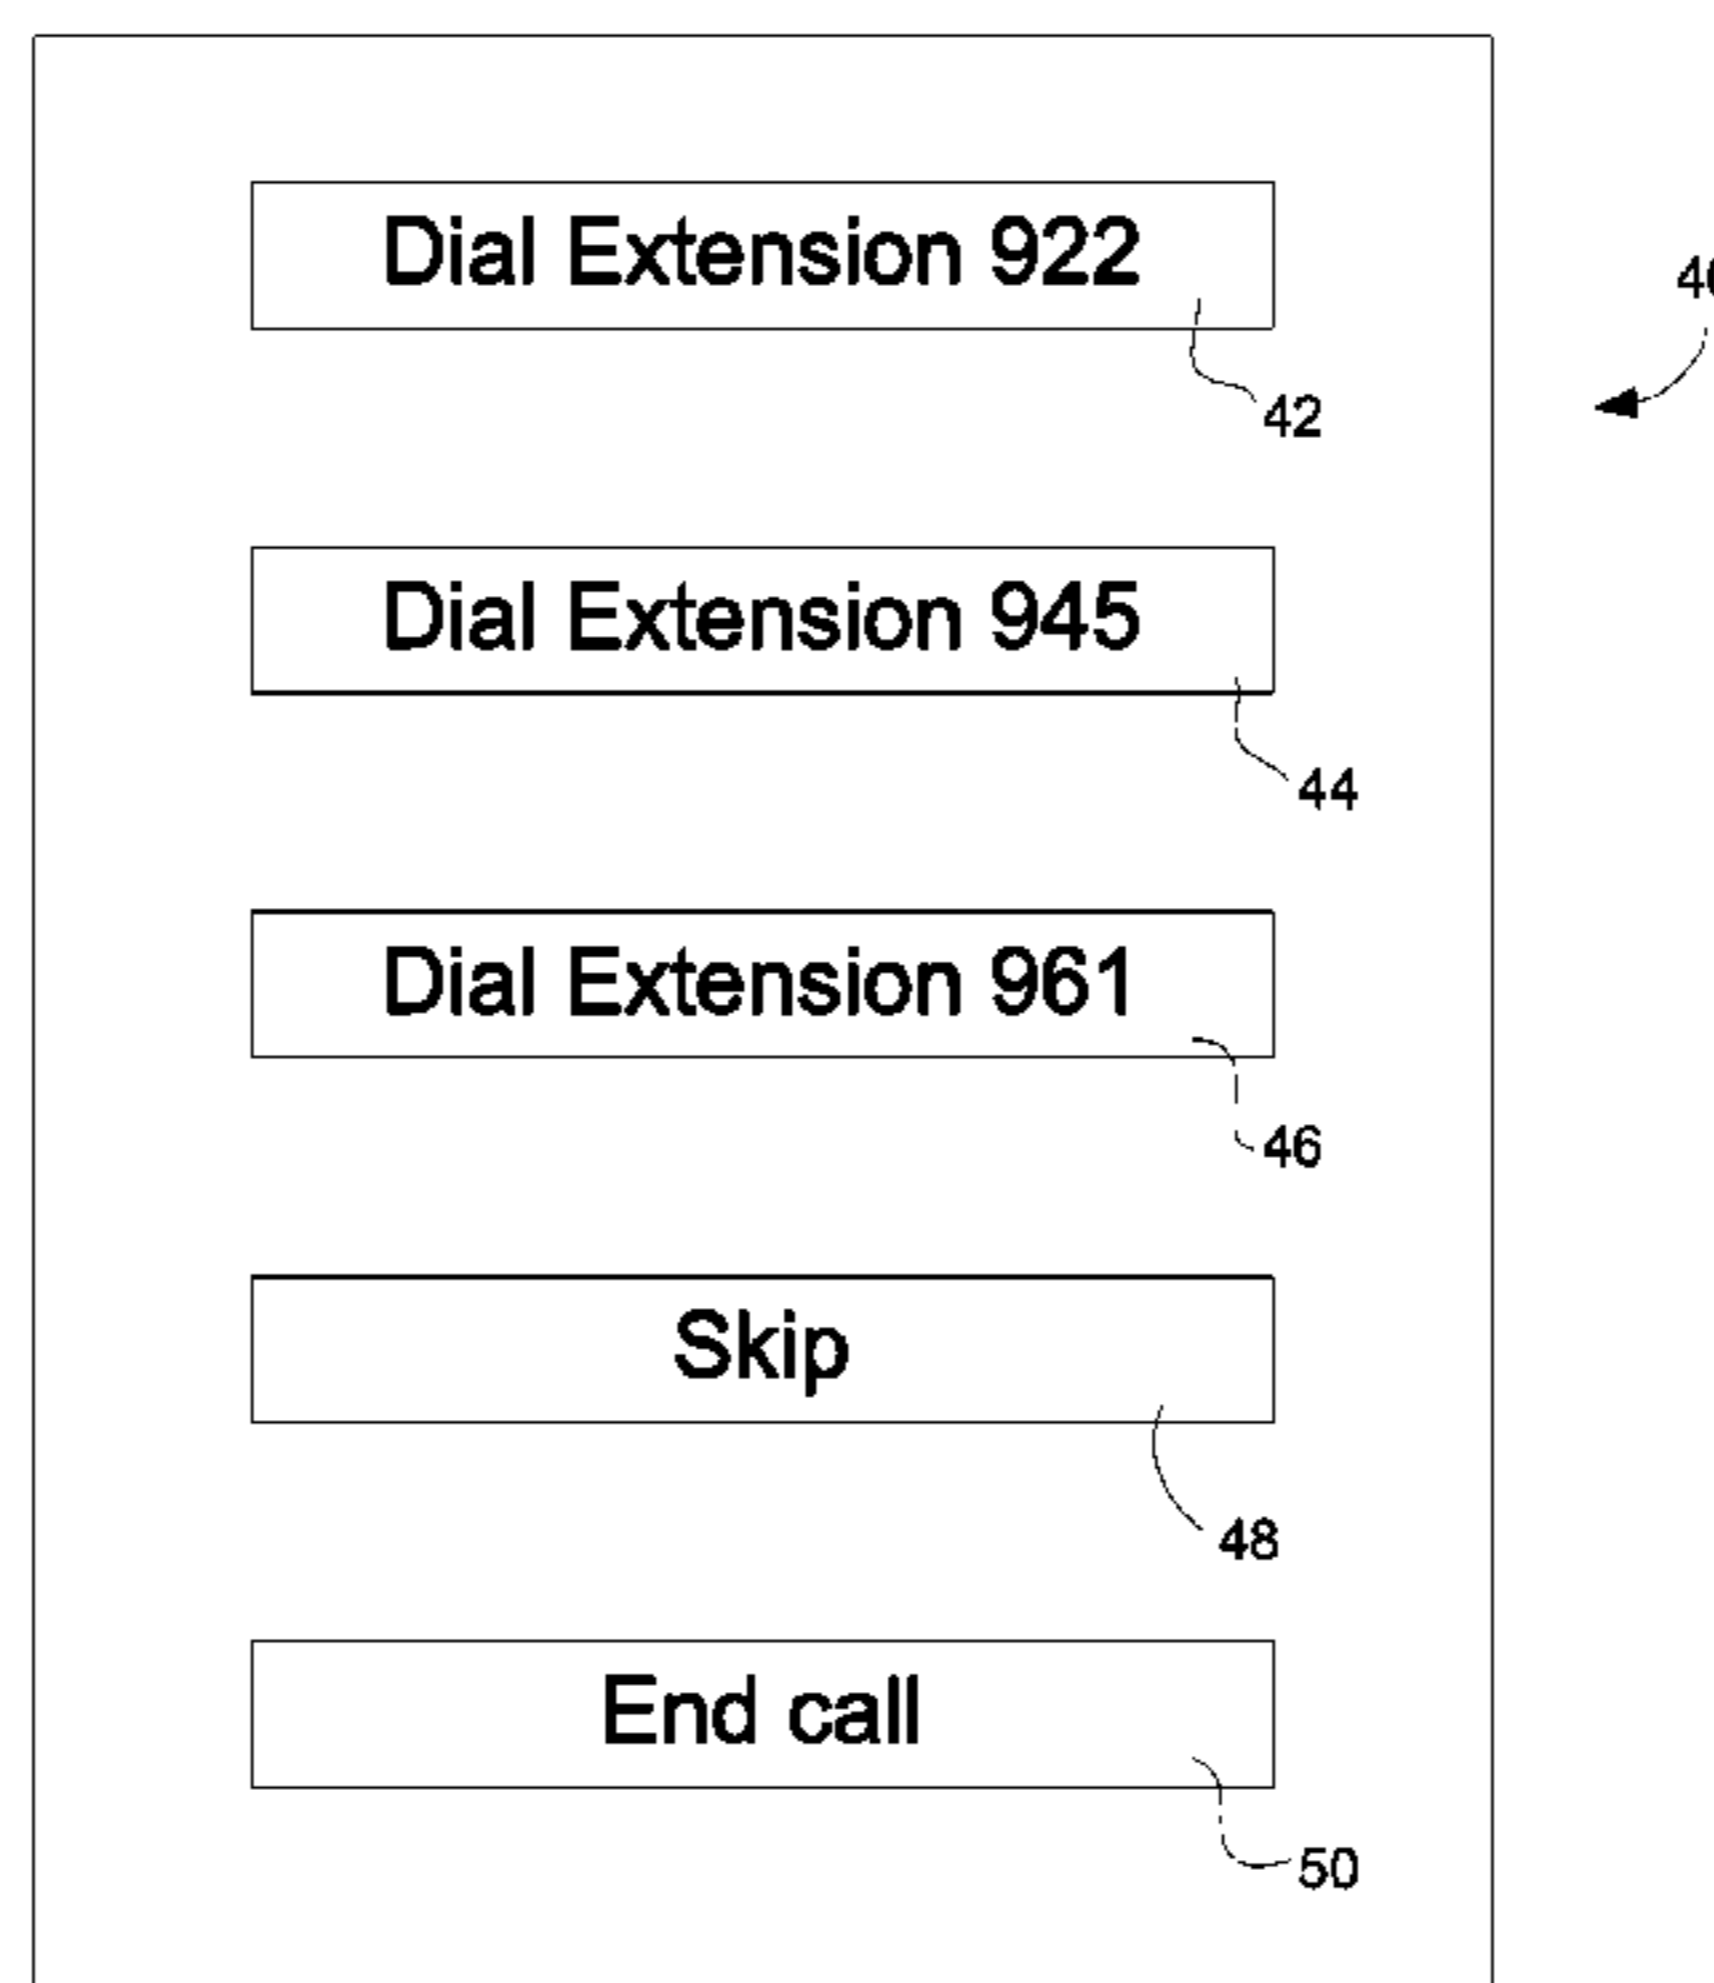 Dial Extension 922
42
Dial Extension 945
44
Dial Extension 961
46
Skip
48
End call
50